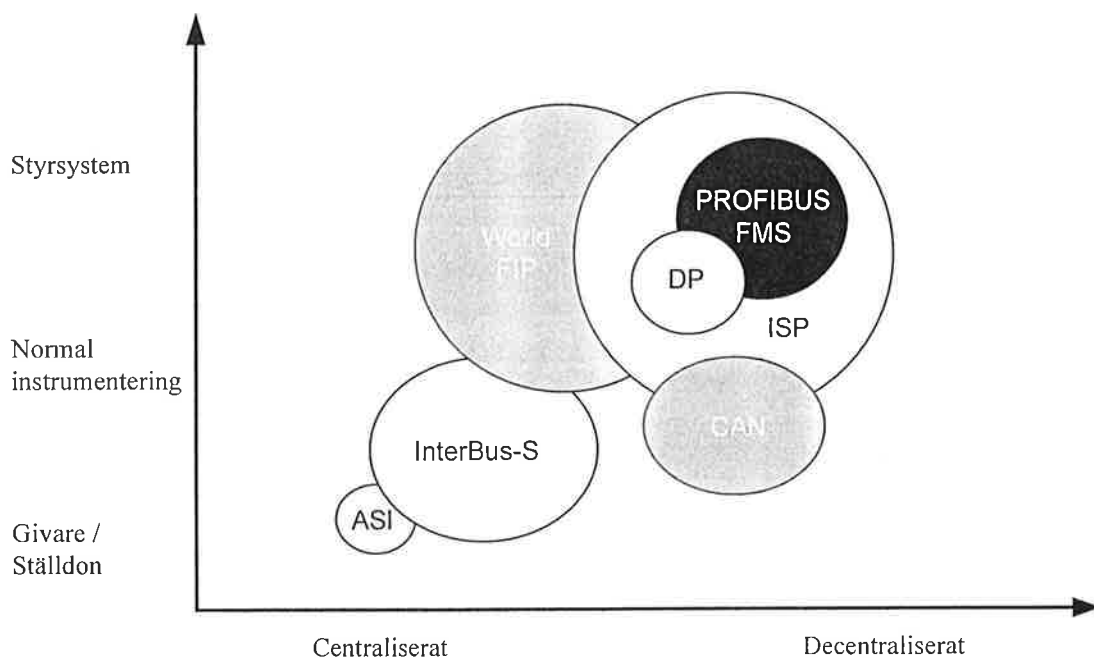 Styrsystem
PROFIBUS
FMS
World
FIP
DP
ISP
Normal
instrumentering
CAN
InterBus-S
ASI
Givare /
Ställdon
Centraliserat
Decentraliserat